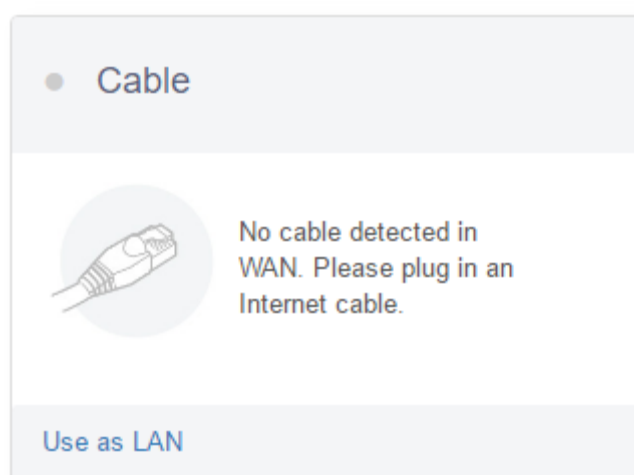 Cable
No cable detected in
WAN. Please plug in an
Internet cable.
Use as LAN